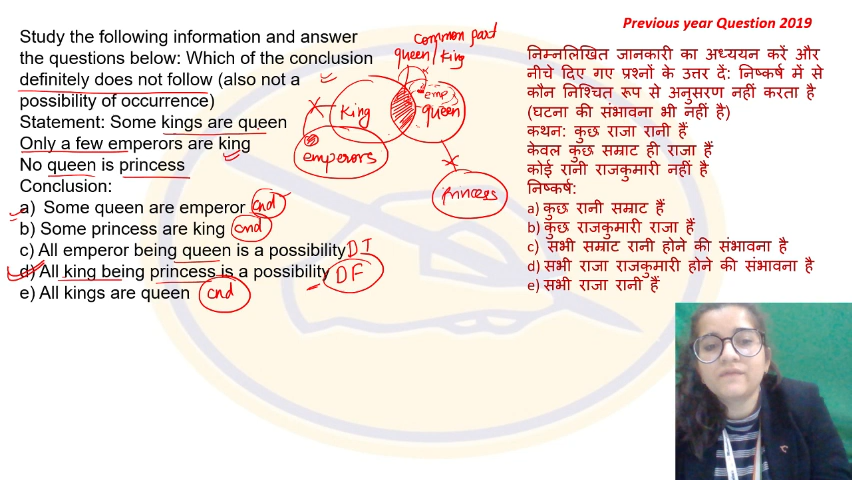 Previous year Question 2019
Study the following information and answer
the questions below: Which of the conclusion
definitely does not follow (also not a
possibility of occurrence)
Statement: Some kings are queen
Only a few emperors are king
No queen is princess
Conclusion:
a) Some queen are emperor cnd
b) Some princess are king cnd
c) All emperor being queen is a possibility DT
d) All king being princess is a possibility DF
e) All kings are queen cnd
common part
queen/king
king
emp
queen
emperors
princess
निम्नलिखित जानकारी का अध्ययन करें और
नीचे दिए गए प्रश्नों के उत्तर दें: निष्कर्ष में से
कौन निश्चित रूप से अनुसरण नहीं करता है
(घटना की संभावना भी नहीं है)
कथन: कुछ राजा रानी हैं
केवल कुछ सम्राट ही राजा हैं
कोई रानी राजकुमारी नहीं है
निष्कर्ष:
a) कुछ रानी सम्राट हैं
b) कुछ राजकुमारी राजा हैं
c) सभी सम्राट रानी होने की संभावना है
d) सभी राजा राजकुमारी होने की संभावना है
e) सभी राजा रानी हैं